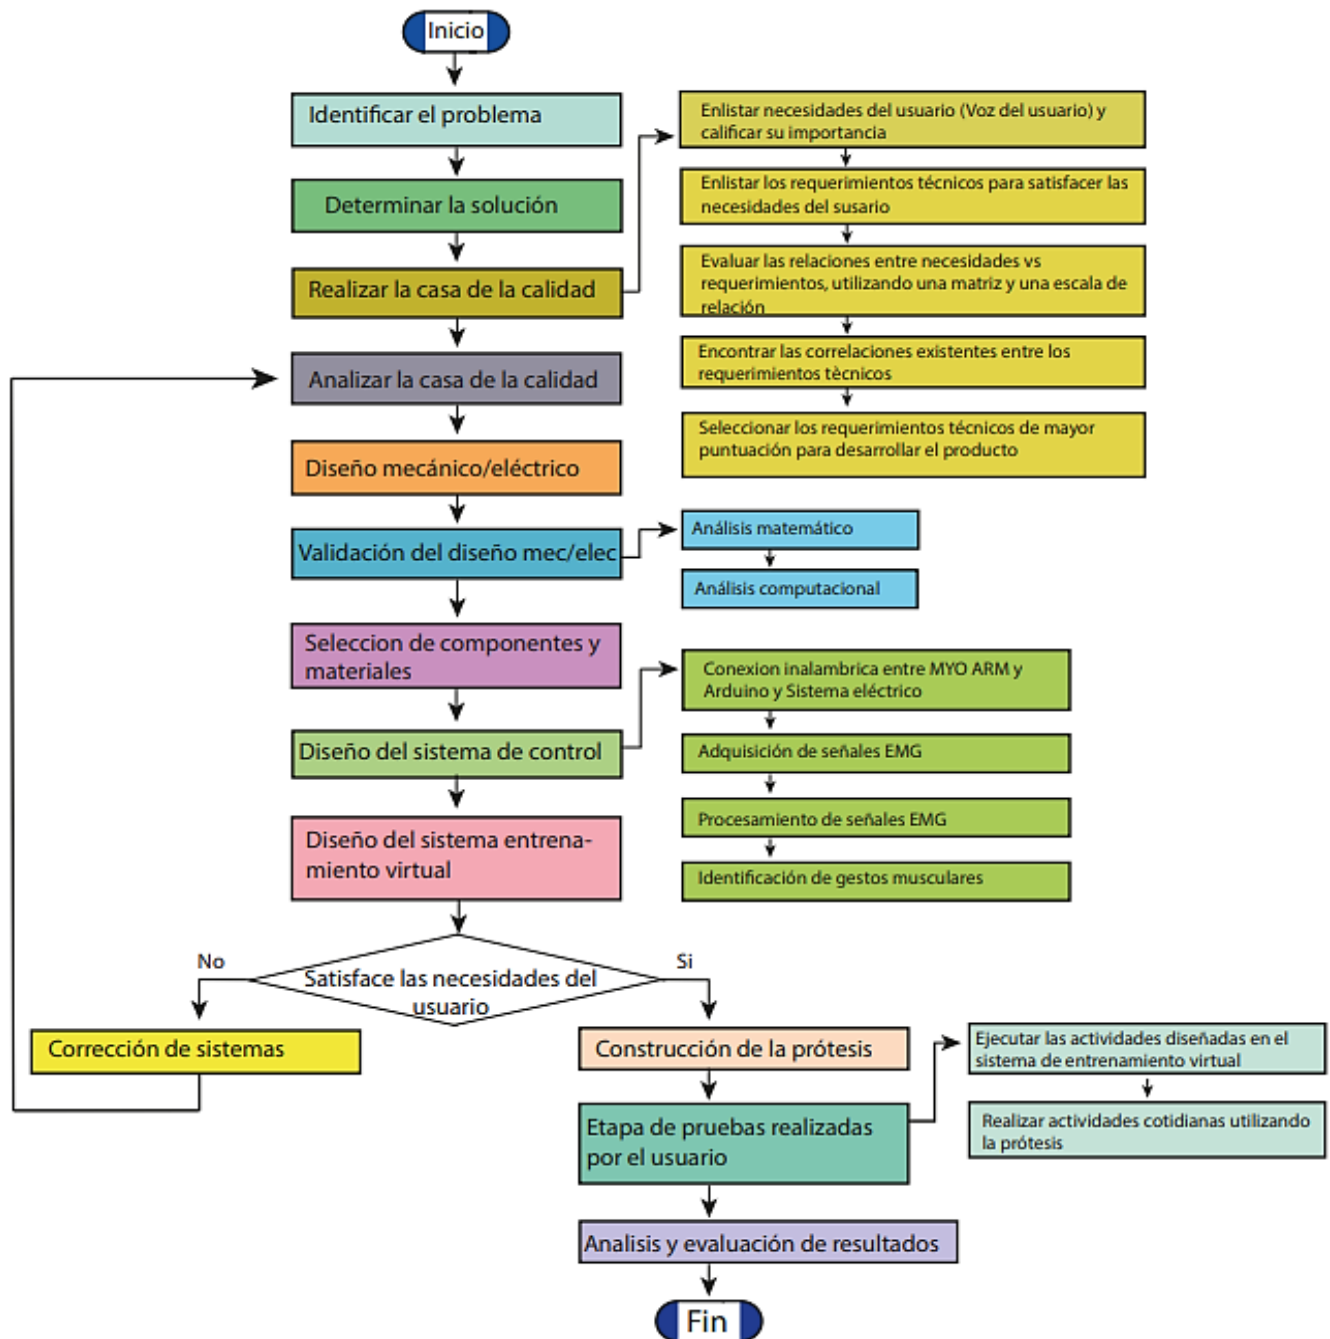 Inicio
Identificar el problema
Determinar la solución
Realizar la casa de la calidad
Enlistar necesidades del usuario (Voz del usuario) y
calificar su importancia
Enlistar los requerimientos técnicos para satisfacer las
necesidades del susario
Evaluar las relaciones entre necesidades vs
requerimientos, utilizando una matriz y una escala de
relación
Encontrar las correlaciones existentes entre los
requerimientos tècnicos
Seleccionar los requerimientos técnicos de mayor
puntuación para desarrollar el producto
Analizar la casa de la calidad
Diseño mecánico/eléctrico
Validación del diseño mec/elec
Análisis matemático
Análisis computacional
Seleccion de componentes y
materiales
Diseño del sistema de control
Conexion inalambrica entre MYO ARM y
Arduino y Sistema eléctrico
Adquisición de señales EMG
Procesamiento de señales EMG
Identificación de gestos musculares
Diseño del sistema entrena-
miento virtual
Satisface las necesidades del
usuario
No
Si
Corrección de sistemas
Construcción de la prótesis
Etapa de pruebas realizadas
por el usuario
Ejecutar las actividades diseñadas en el
sistema de entrenamiento virtual
Realizar actividades cotidianas utilizando
la prótesis
Analisis y evaluación de resultados
Fin